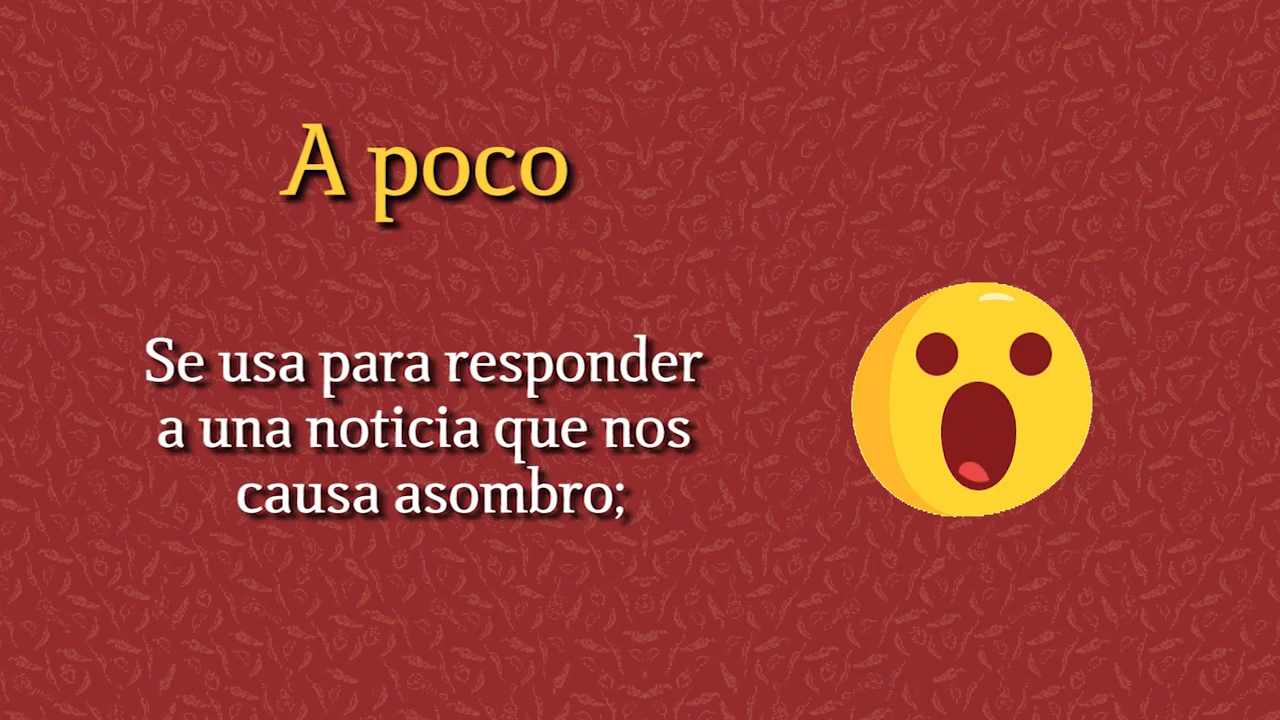 A poco
Se usa para responder
a una noticia que nos
causa asombro;